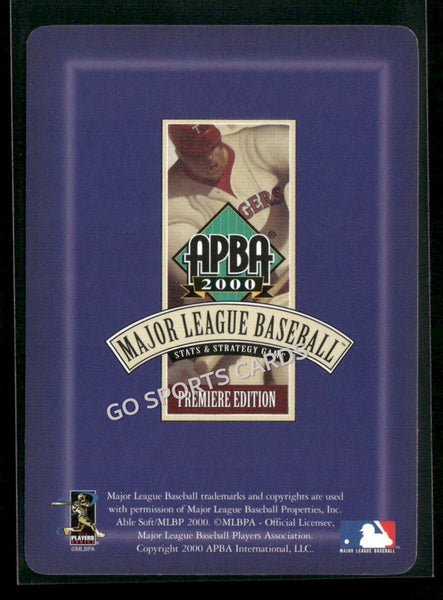 T
GERS
APBA®
2000
MAJOR LEAGUE BASEBALL™
STATS & STRATEGY GAME
PREMIERE EDITION
GO SPORTS CARDS
Major League Baseball trademarks and copyrights are used
with permission of Major League Baseball Properties, Inc.
Able Soft/MLBP 2000. ©MLBPA - Official Licensee,
Major League Baseball Players Association.
Copyright 2000 APBA International, LLC.
PLAYERS
©MLBPA
MAJOR LEAGUE BASEBALL